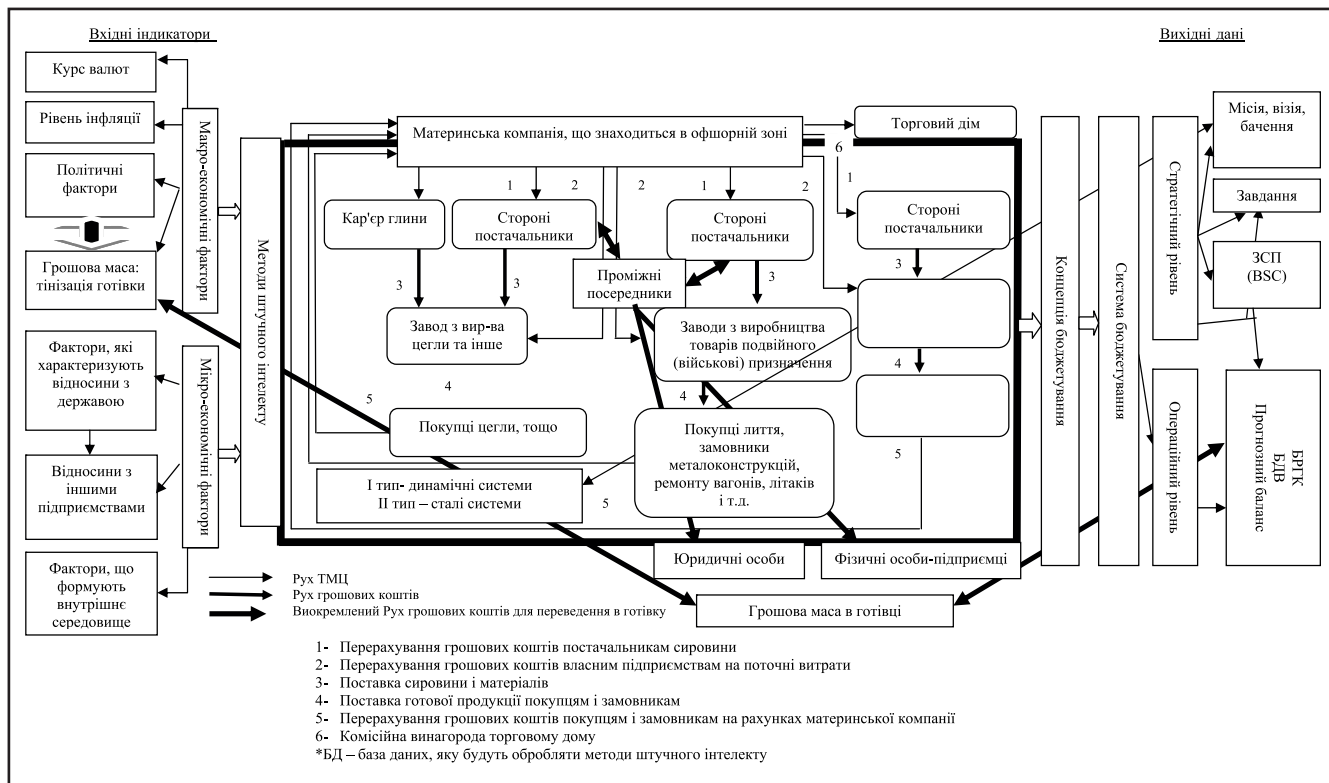 Вхідні індикатори
Вихідні дані
Курс валют
Рівень інфляції
Політичні
фактори
Грошова маса:
тінізація готівки
Фактори, які
характеризують
відносини з
державою
Відносини з
іншими
підприємствами
Фактори, що
формують
внутрішнє
середовище
Макро-економічні фактори
Мікро-економічні фактори
Методи штучного інтелекту
Материнська компанія, що знаходиться в офшорній зоні
Торговий дім
6
1
2
2
1
2
1
Кар'єр глини
Стороні
постачальники
Стороні
постачальники
Стороні
постачальники
Проміжні
посередники
3
3
3
3
Завод з вир-ва
цегли та інше
Заводи з виробництва
товарів подвійного
(військові) призначення
4
4
4
5
Покупці цегли, тощо
Покупці лиття,
замовники
металоконструкцій,
ремонту вагонів, літаків
і т.д.
5
І тип- динамічні системи
ІІ тип – сталі системи
5
Юридичні особи
Фізичні особи-підприємці
Грошова маса в готівці
Концепція бюджетування
Система бюджетування
Стратегічний рівень
Операційний рівень
Місія, візія,
бачення
Завдання
ЗСП
(BSC)
БРГК
БДВ
Прогнозний баланс
Рух ТМЦ
Рух грошових коштів
Виокремлений Рух грошових коштів для переведення в готівку
1- Перерахування грошових коштів постачальникам сировини
2- Перерахування грошових коштів власним підприємствам на поточні витрати
3- Поставка сировини і матеріалів
4- Поставка готової продукції покупцям і замовникам
5- Перерахування грошових коштів покупцям і замовникам на рахунках материнської компанії
6- Комісійна винагорода торговому дому
*БД – база даних, яку будуть обробляти методи штучного інтелекту